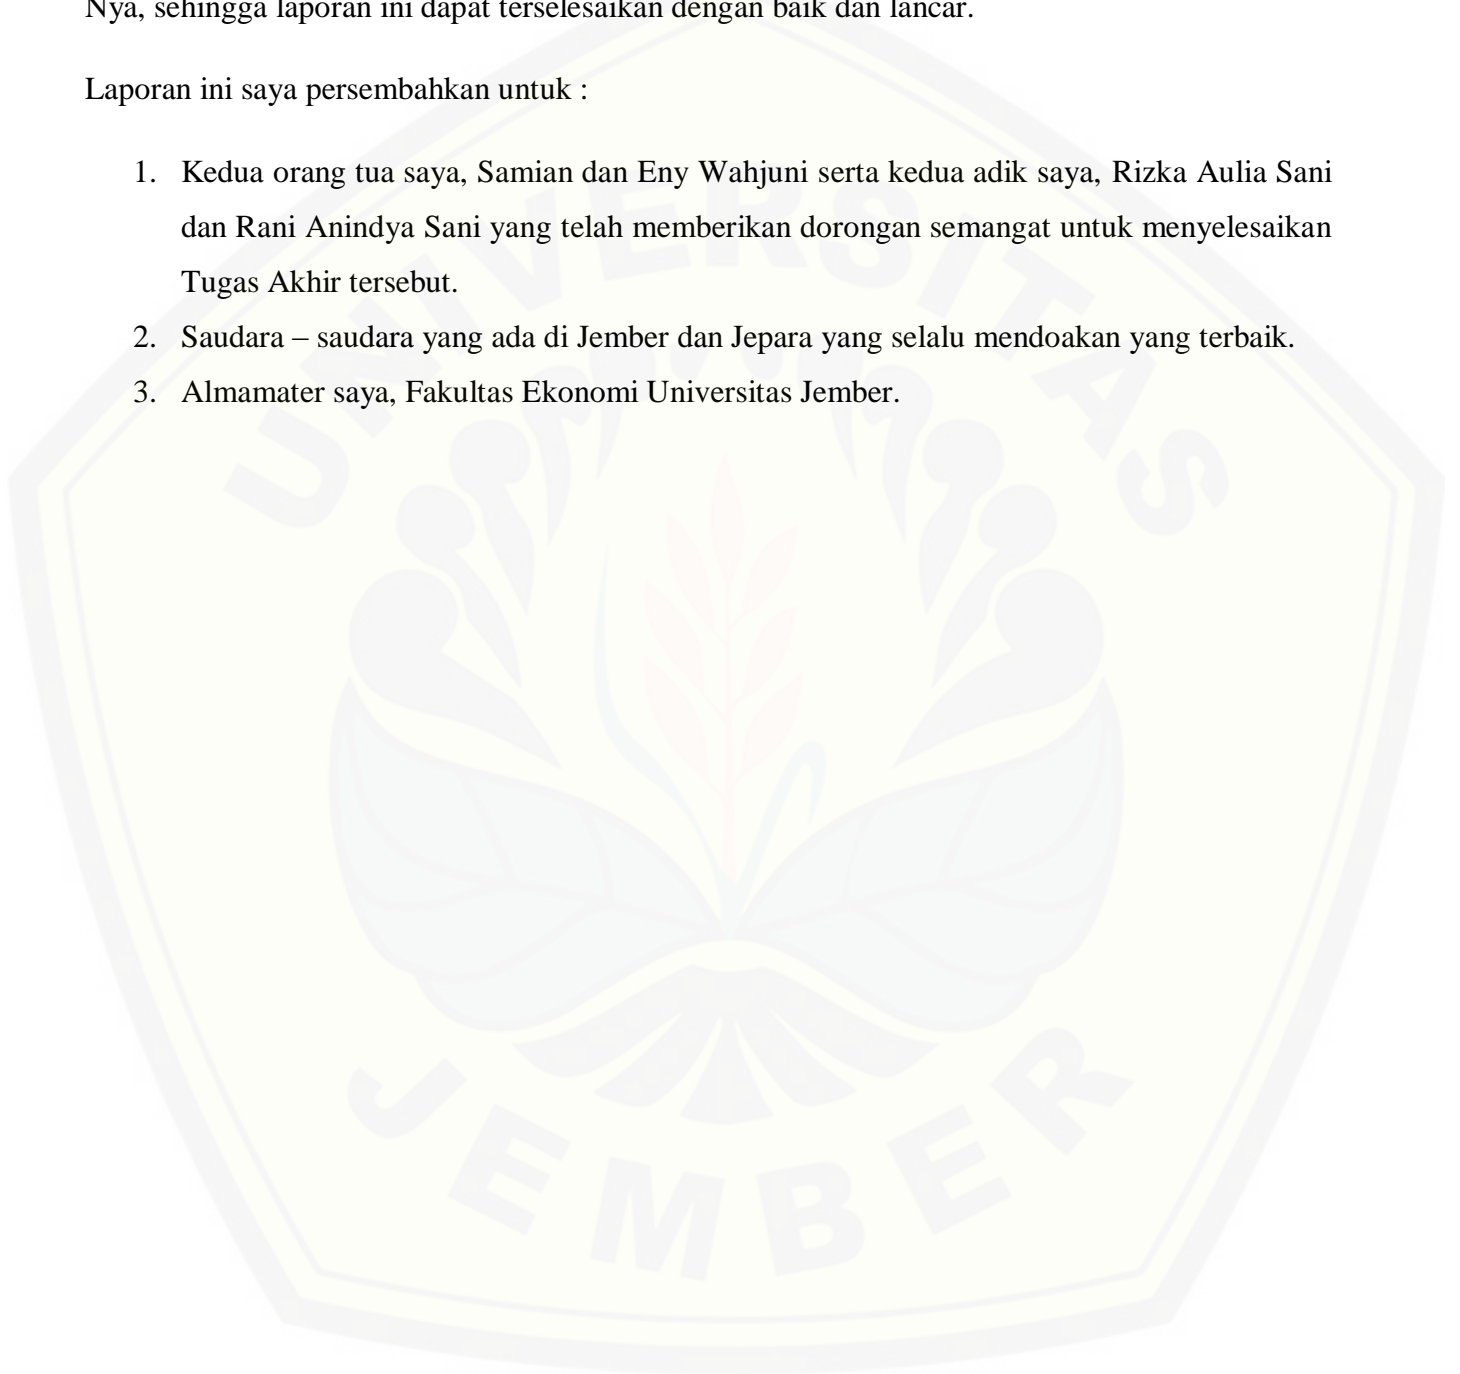 Nya, sehingga laporan ini dapat terselesaikan dengan baik dan lancar.
Laporan ini saya persembahkan untuk :
1. Kedua orang tua saya, Samian dan Eny Wahjuni serta kedua adik saya, Rizka Aulia Sani
dan Rani Anindya Sani yang telah memberikan dorongan semangat untuk menyelesaikan
Tugas Akhir tersebut.
2. Saudara – saudara yang ada di Jember dan Jepara yang selalu mendoakan yang terbaik.
3. Almamater saya, Fakultas Ekonomi Universitas Jember.
UNIVERSITAS
JEMBER